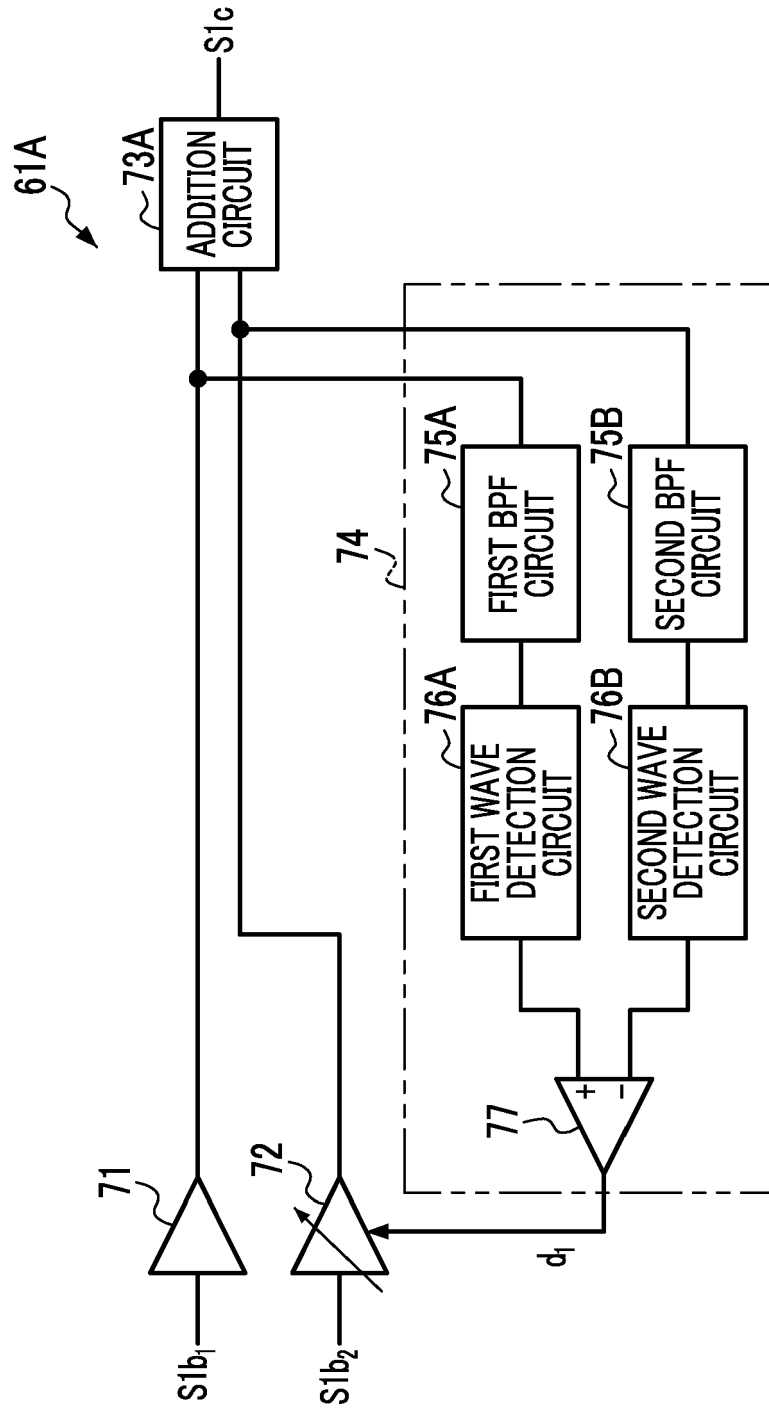 61A
S1b₁
71
73A
ADDITION
CIRCUIT
S1c
S1b₂
72
d₁
74
77
+
−
76A
FIRST WAVE
DETECTION
CIRCUIT
75A
FIRST BPF
CIRCUIT
76B
SECOND WAVE
DETECTION
CIRCUIT
75B
SECOND BPF
CIRCUIT